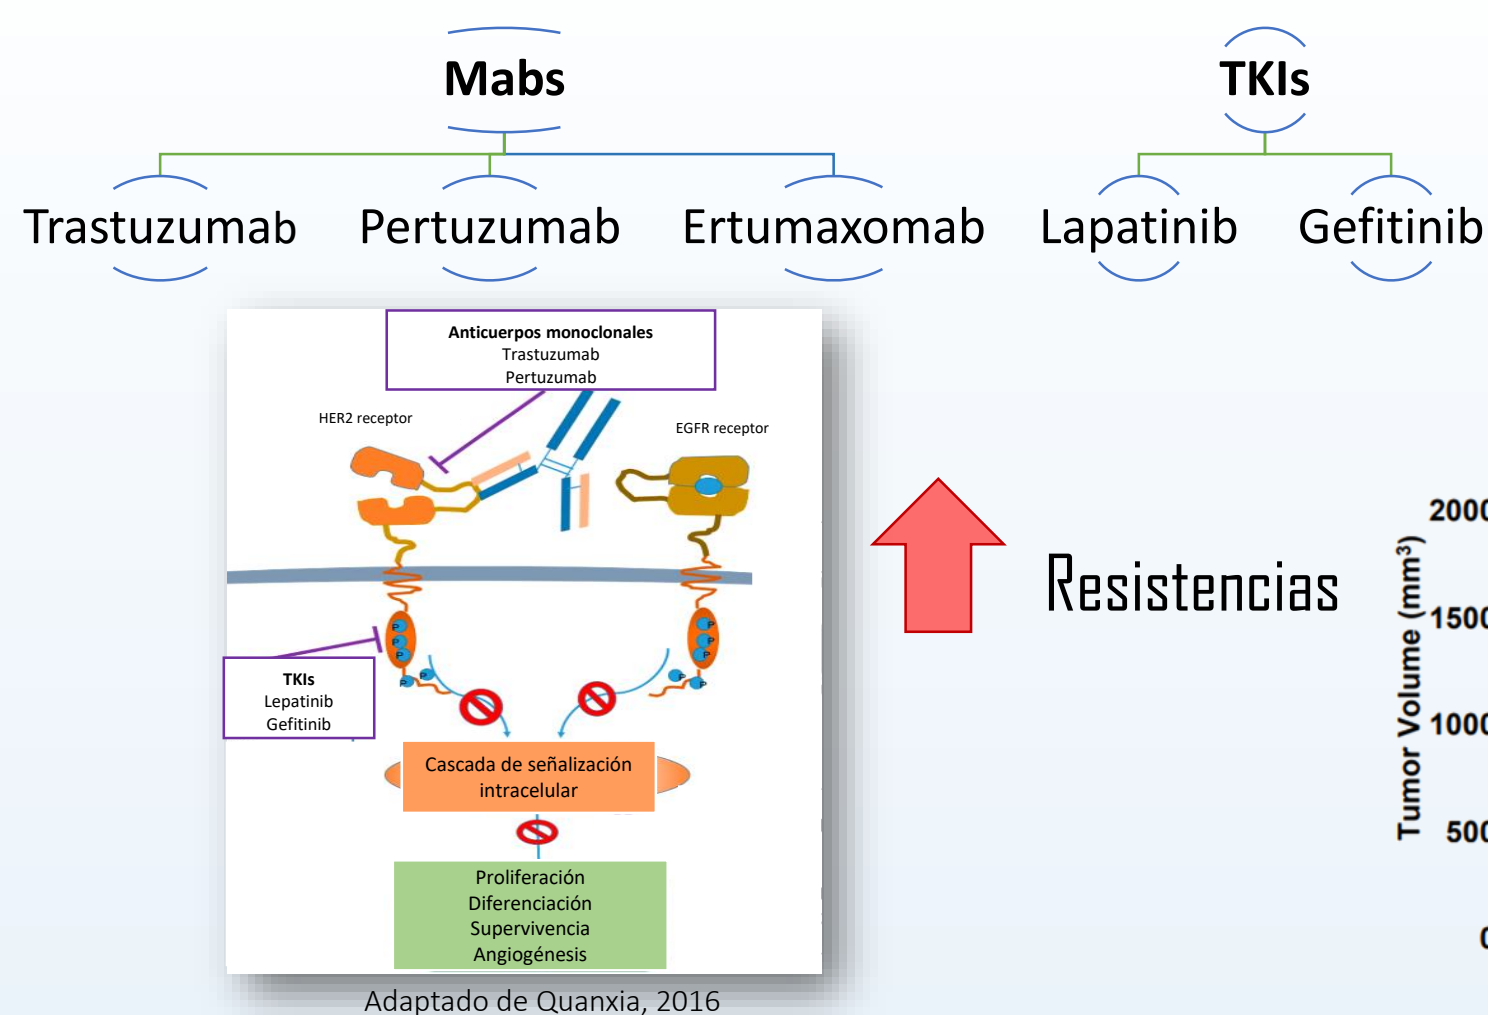 Mabs
TKIs
Trastuzumab
Pertuzumab
Ertumaxomab
Lapatinib
Gefitinib
Anticuerpos monoclonales
Trastuzumab
Pertuzumab
HER2 receptor
EGFR receptor
P
P
P
P
P
P
P
P
P
P
TKIs
Lepatinib
Gefitinib
Cascada de señalización
intracelular
Proliferación
Diferenciación
Supervivencia
Angiogénesis
Adaptado de Quanxia, 2016
Resistencias
Tumor Volume (mm³)